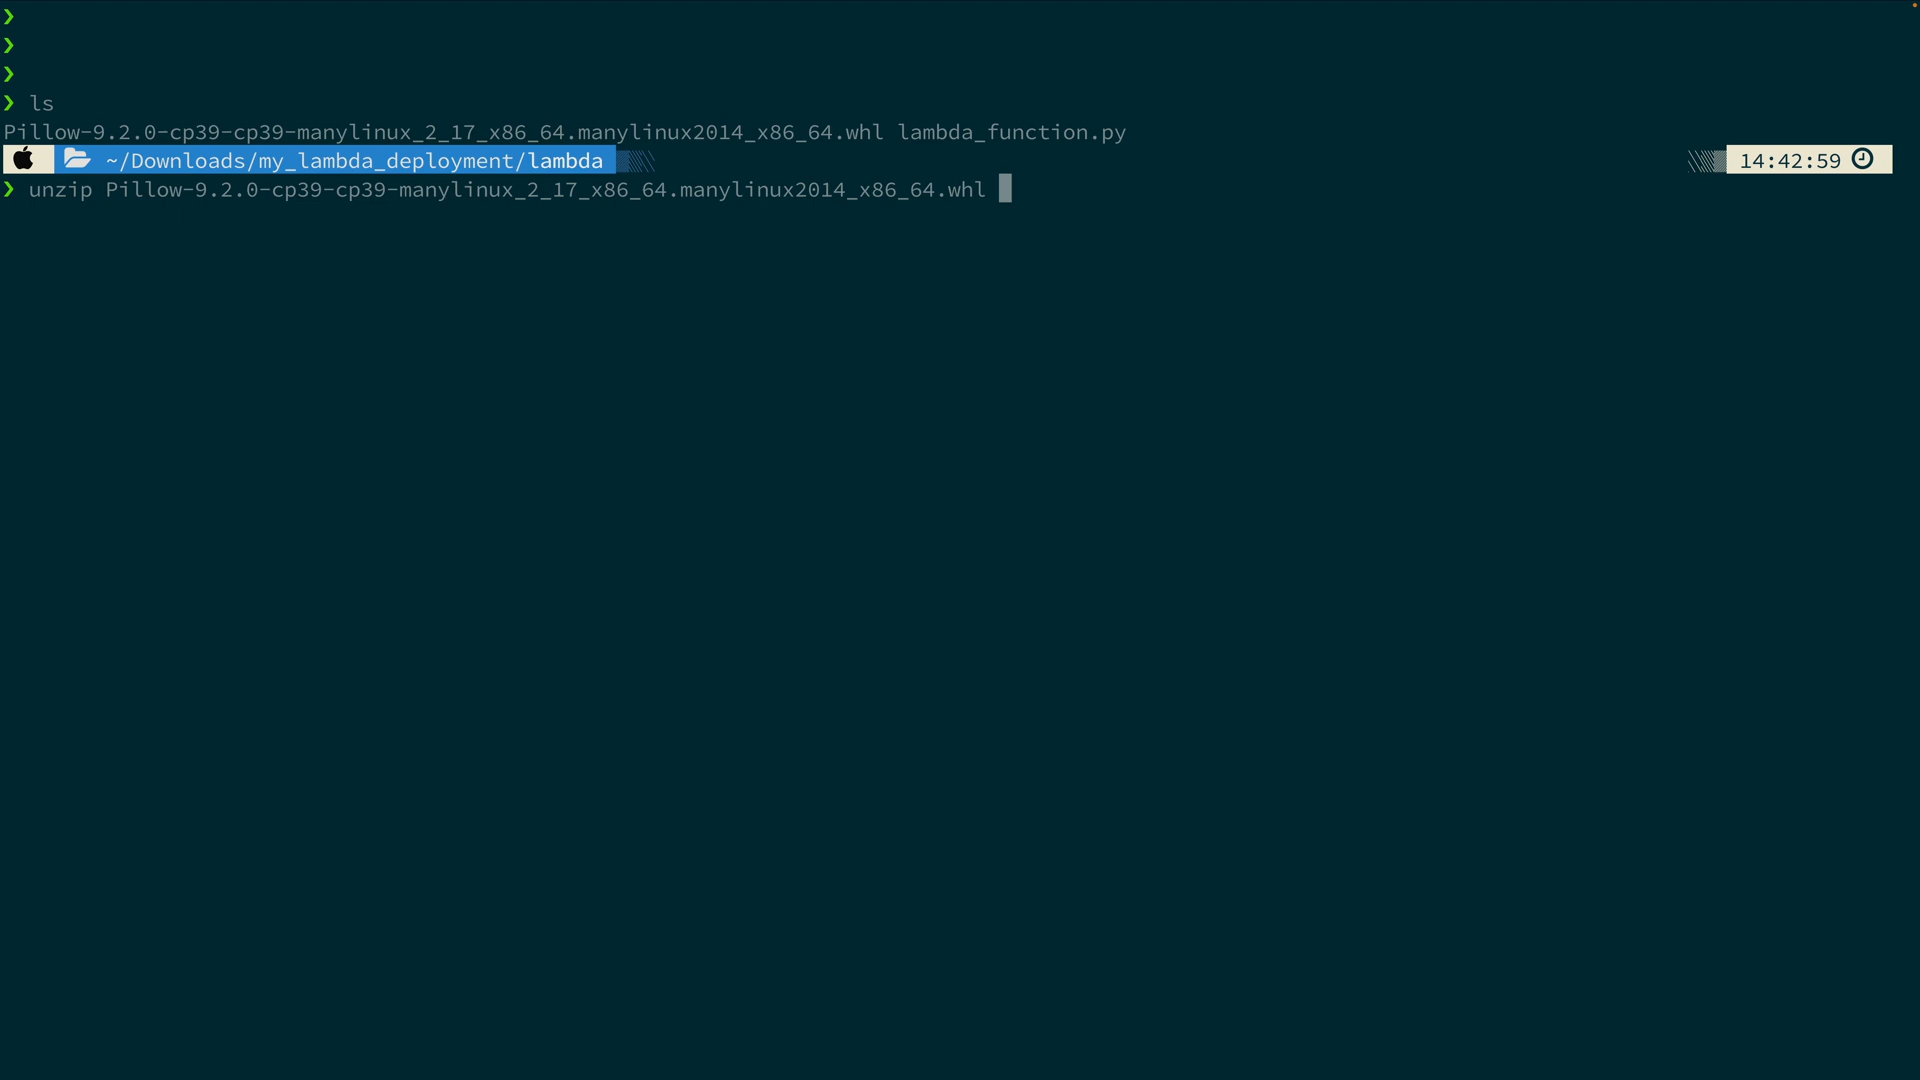 ❯
❯
❯
❯ ls
Pillow-9.2.0-cp39-cp39-manylinux_2_17_x86_64.manylinux2014_x86_64.whl lambda_function.py
~/Downloads/my_lambda_deployment/lambda 14:42:59
❯ unzip Pillow-9.2.0-cp39-cp39-manylinux_2_17_x86_64.manylinux2014_x86_64.whl